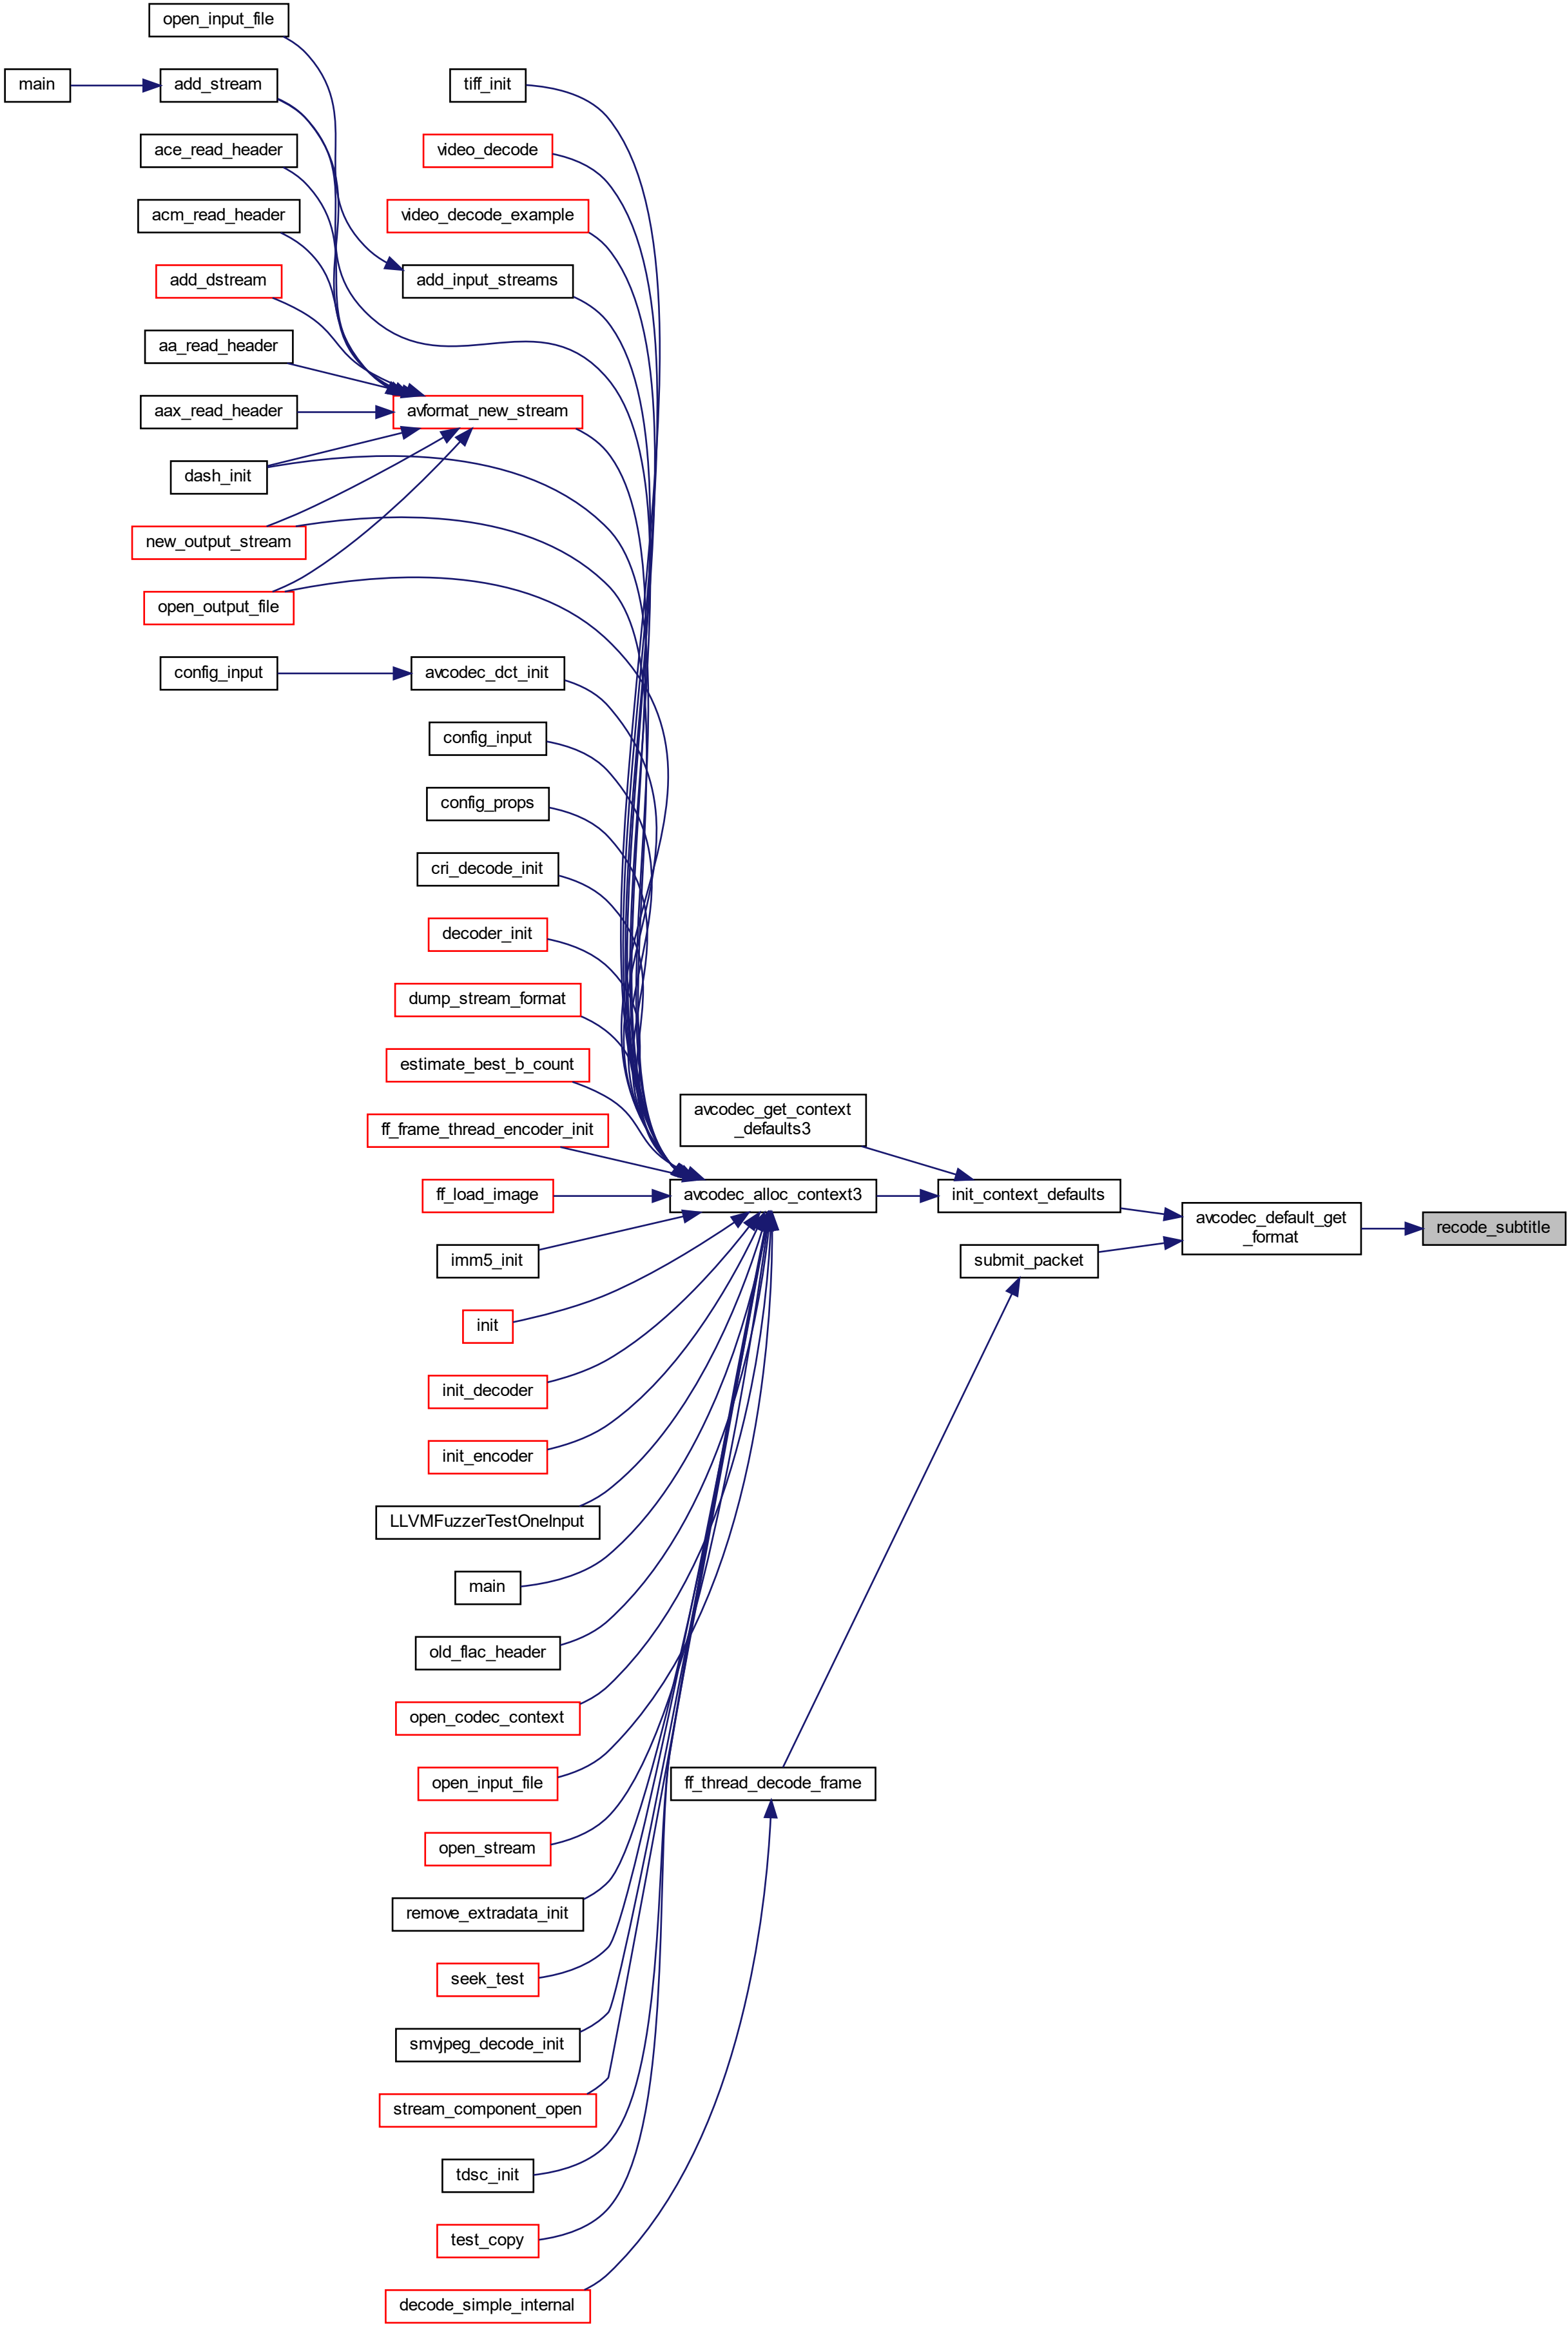 open_input_file
main
add_stream
tiff_init
ace_read_header
video_decode
acm_read_header
video_decode_example
add_dstream
add_input_streams
aa_read_header
aax_read_header
avformat_new_stream
dash_init
new_output_stream
open_output_file
config_input
avcodec_dct_init
config_input
config_props
cri_decode_init
decoder_init
dump_stream_format
estimate_best_b_count
avcodec_get_context
_defaults3
ff_frame_thread_encoder_init
ff_load_image
avcodec_alloc_context3
init_context_defaults
avcodec_default_get
_format
recode_subtitle
imm5_init
submit_packet
init
init_decoder
init_encoder
LLVMFuzzerTestOneInput
main
old_flac_header
open_codec_context
open_input_file
ff_thread_decode_frame
open_stream
remove_extradata_init
seek_test
smvjpeg_decode_init
stream_component_open
tdsc_init
test_copy
decode_simple_internal